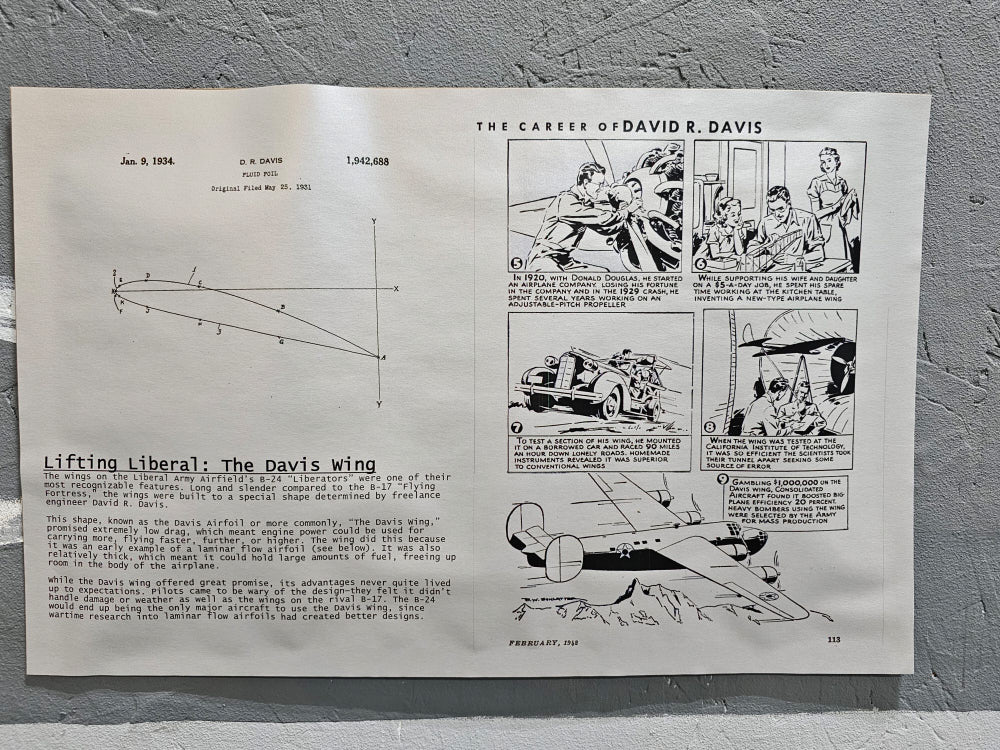 Jan. 9, 1934.
D. R. DAVIS
1,942,688
FLUID FOIL
Original Filed May 25, 1931
Y
2
E
D
1
C
X
K
F
J
B
H
3
G
A
Y
Lifting Liberal: The Davis Wing
The wings on the Liberal Army Airfield's B-24 "Liberators" were one of their
most recognizable features. Long and slender compared to the B-17 "Flying
Fortress," the wings were built to a special shape determined by freelance
engineer David R. Davis.
This shape, known as the Davis Airfoil or more commonly, "The Davis Wing,"
promised extremely low drag, which meant engine power could be used for
carrying more, flying faster, further, or higher. The wing did this because
it was an early example of a laminar flow airfoil (see below). It was also
relatively thick, which meant it could hold large amounts of fuel, freeing up
room in the body of the airplane.
While the Davis Wing offered great promise, its advantages never quite lived
up to expectations. Pilots came to be wary of the design—they felt it didn't
handle damage or weather as well as the wings on the rival B-17. The B-24
would end up being the only major aircraft to use the Davis Wing, since
wartime research into laminar flow airfoils had created better designs.
THE CAREER OF DAVID R. DAVIS
5
IN 1920, WITH DONALD DOUGLAS, HE STARTED
AN AIRPLANE COMPANY. LOSING HIS FORTUNE
IN THE COMPANY AND IN THE 1929 CRASH, HE
SPENT SEVERAL YEARS WORKING ON AN
ADJUSTABLE-PITCH PROPELLER
6
WHILE SUPPORTING HIS WIFE AND DAUGHTER
ON A $5-A-DAY JOB, HE SPENT HIS SPARE
TIME WORKING AT THE KITCHEN TABLE,
INVENTING A NEW-TYPE AIRPLANE WING
7
TO TEST A SECTION OF HIS WING, HE MOUNTED
IT ON A BORROWED CAR AND RACED 90 MILES
AN HOUR DOWN LONELY ROADS. HOMEMADE
INSTRUMENTS REVEALED IT WAS SUPERIOR
TO CONVENTIONAL WINGS
8
WHEN THE WING WAS TESTED AT THE
CALIFORNIA INSTITUTE OF TECHNOLOGY,
IT WAS SO EFFICIENT THE SCIENTISTS TOOK
THEIR TUNNEL APART SEEKING SOME
SOURCE OF ERROR
9
GAMBLING $1,000,000 ON THE
DAVIS WING, CONSOLIDATED
AIRCRAFT FOUND IT BOOSTED BIG-
PLANE EFFICIENCY 20 PERCENT.
HEAVY BOMBERS USING THE WING
WERE SELECTED BY THE ARMY
FOR MASS PRODUCTION
B.W. SCHLATTER
FEBRUARY, 1942
113